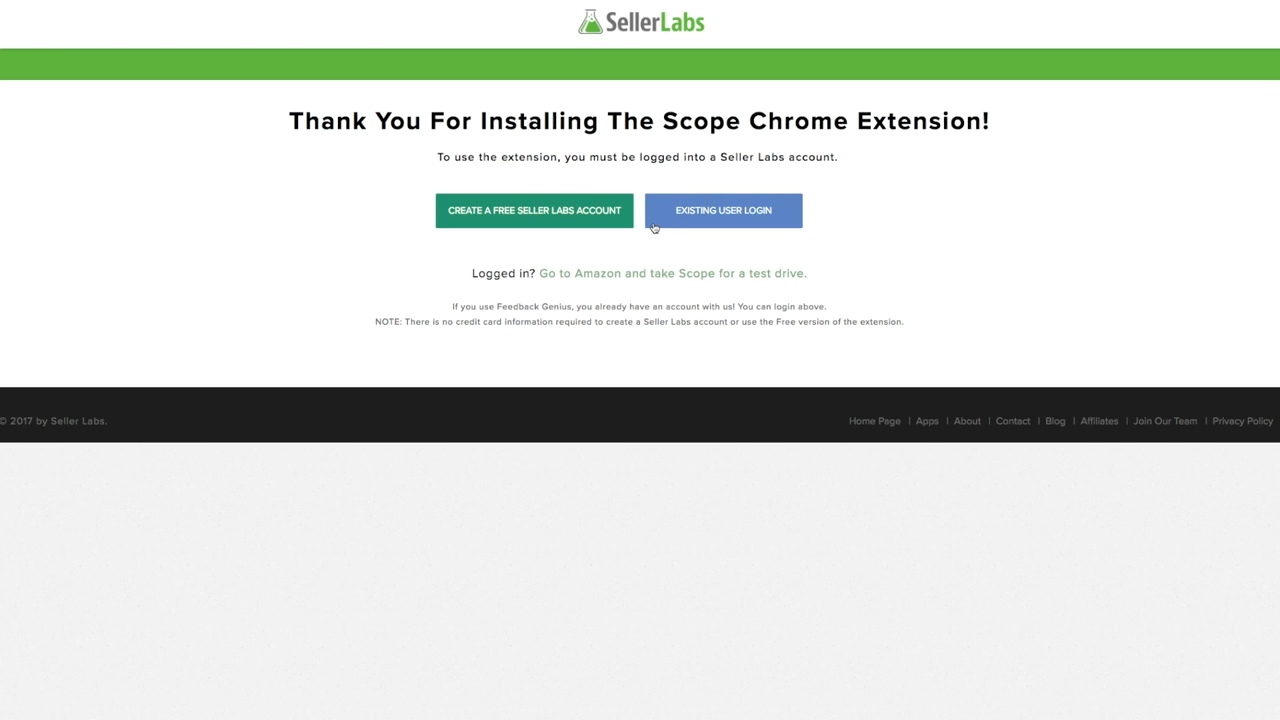 SellerLabs
Thank You For Installing The Scope Chrome Extension!
To use the extension, you must be logged into a Seller Labs account.
CREATE A FREE SELLER LABS ACCOUNT
EXISTING USER LOGIN
Logged in? Go to Amazon and take Scope for a test drive.
If you use Feedback Genius, you already have an account with us! You can login above.
NOTE: There is no credit card information required to create a Seller Labs account or use the Free version of the extension.
© 2017 by Seller Labs.
Home Page | Apps | About | Contact | Blog | Affiliates | Join Our Team | Privacy Policy